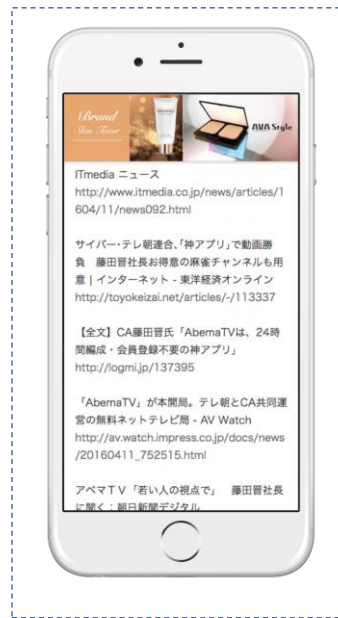 Brand
Skin Toner
AVA Style
ITmedia ニュース
http://www.itmedia.co.jp/news/articles/1
604/11/news092.html
サイバー・テレ朝連合、「神アプリ」で動画勝
負　藤田晋社長お得意の麻雀チャンネルも用
意 | インターネット - 東洋経済オンライン
http://toyokeizai.net/articles/-/113337
【全文】CA藤田晋氏「AbemaTVは、24時
間編成・会員登録不要の神アプリ」
http://logmi.jp/137395
「AbemaTV」が本開局。テレ朝とCA共同運
営の無料ネットテレビ局 - AV Watch
http://av.watch.impress.co.jp/docs/news
/20160411_752515.html
アベマＴＶ「若い人の視点で」　藤田晋社長
に聞く：朝日新聞デジタル